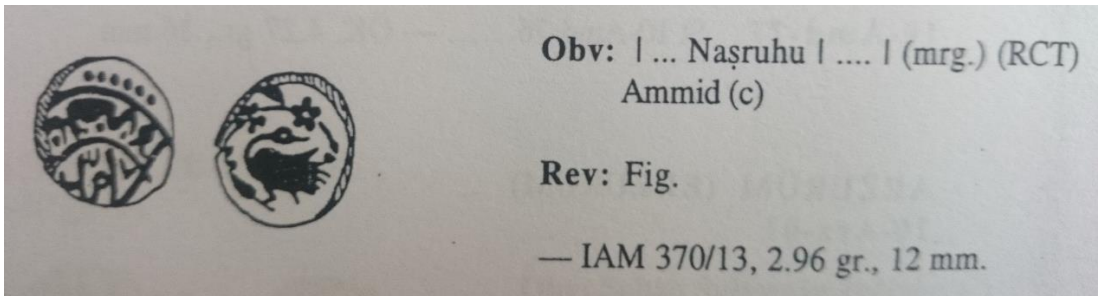 Obv: | ... Naṣruhu | .... | (mrg.) (RCT)
Ammid (c)
Rev: Fig.
— IAM 370/13, 2.96 gr., 12 mm.